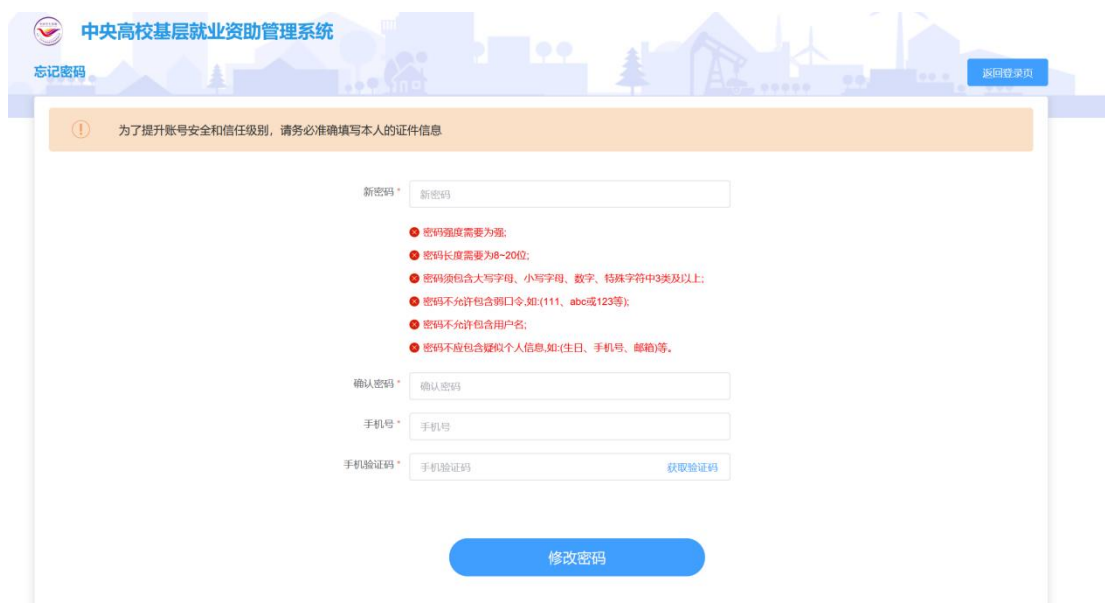 中央高校基层就业资助管理系统
忘记密码
返回登录页
为了提升账号安全和信任级别，请务必准确填写本人的证件信息
新密码 *
新密码
密码强度需要为强;
密码长度需要为8~20位;
密码须包含大写字母、小写字母、数字、特殊字符中3类及以上;
密码不允许包含弱口令,如:(111、abc或123等);
密码不允许包含用户名;
密码不应包含疑似个人信息,如:(生日、手机号、邮箱)等。
确认密码 *
确认密码
手机号 *
手机号
手机验证码 *
手机验证码
获取验证码
修改密码